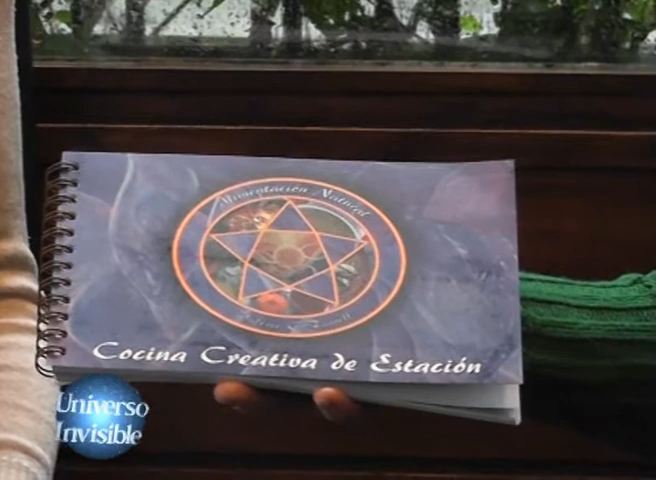 Alimentación Natural
Cocina Creativa de Estación
Universo
Invisible